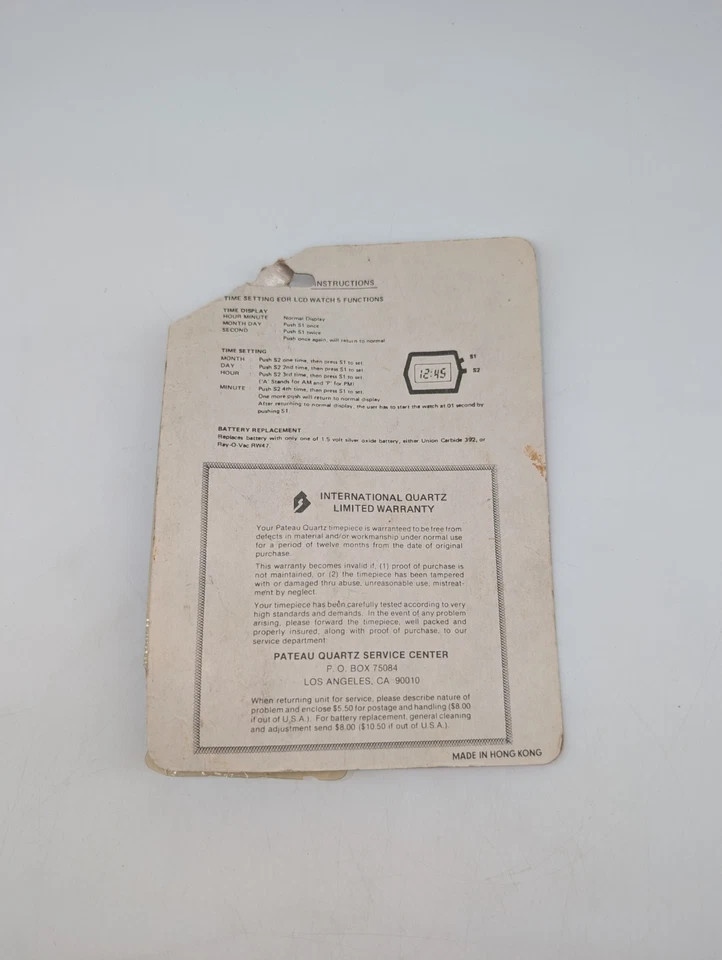 INSTRUCTIONS
TIME SETTING FOR LCD WATCH 5 FUNCTIONS
TIME DISPLAY
HOUR MINUTE Normal Display
MONTH DAY Push S1 once
SECOND Push S1 twice
Push once again, will return to normal
TIME SETTING
MONTH : Push S2 one time, then press S1 to set.
DAY : Push S2 2nd time, then press S1 to set.
HOUR : Push S2 3rd time, then press S1 to set.
('A' Stands for AM and 'P' for PM)
MINUTE : Push S2 4th time, then press S1 to set.
One more push will return to normal display
After returning to normal display, the user has to start the watch at 01 second by
pushing S1.
12:45
S1
S2
BATTERY REPLACEMENT
Replaces battery with only one of 1.5 volt silver oxide battery, either Union Carbide 392, or
Ray-O-Vac RW47.
INTERNATIONAL QUARTZ
LIMITED WARRANTY
Your Pateau Quartz timepiece is warranteed to be free from
defects in material and/or workmanship under normal use
for a period of twelve months from the date of original
purchase.
This warranty becomes invalid if, (1) proof of purchase is
not maintained, or (2) the timepiece has been tampered
with or damaged thru abuse, unreasonable use, mistreat-
ment by neglect.
Your timepiece has been carefully tested according to very
high standards and demands. In the event of any problem
arising, please forward the timepiece, well packed and
properly insured, along with proof of purchase, to our
service department:
PATEAU QUARTZ SERVICE CENTER
P. O. BOX 75084
LOS ANGELES, CA 90010
When returning unit for service, please describe nature of
problem and enclose $5.50 for postage and handling ($8.00
if out of U.S.A.). For battery replacement, general cleaning
and adjustment send $8.00 ($10.50 if out of U.S.A.).
MADE IN HONG KONG